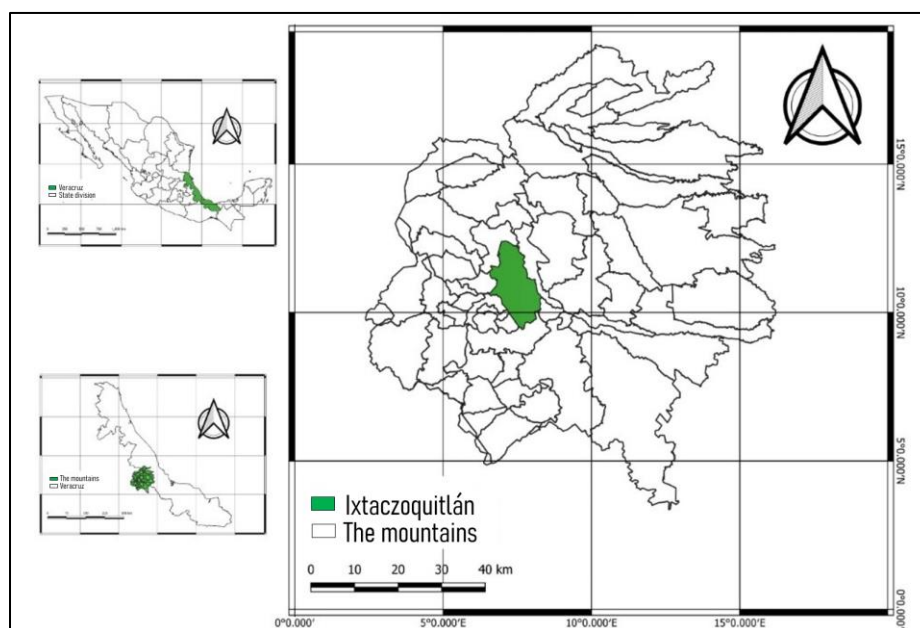 Veracruz
State division
The mountains
Veracruz
Ixtaczoquitlán
The mountains
0 10 20 30 40 km
15°0.000'N
10°0.000'N
5°0.000'N
0°0.000'
0°0.000'
5°0.000'E
10°0.000'E
15°0.000'E